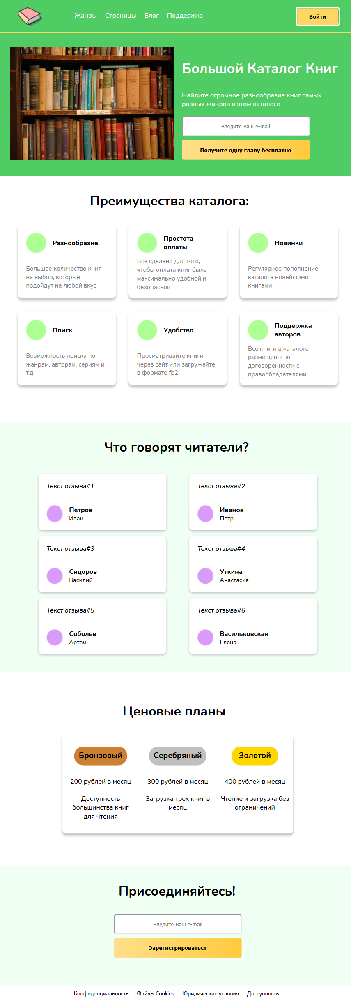 Жанры Страницы Блог Поддержка Войти
Большой Каталог Книг
Найдите огромное разнообразие книг самых
разных жанров в этом каталоге
Введите Ваш e-mail
Получите одну главу бесплатно
Преимущества каталога:
Разнообразие
Большое количество книг
на выбор, которые
подойдут на любой вкус
Простота
оплаты
Всё сделано для того,
чтобы оплата книг была
максимально удобной и
безопасной
Новинки
Регулярное пополнение
каталога новейшими
книгами
Поиск
Возможность поиска по
жанрам, авторам, сериям и
т.д.
Удобство
Просматривайте книги
через сайт или загружайте
в формате fb2
Поддержка
авторов
Все книги в каталоге
размещены по
договоренности с
правообладателями
Что говорят читатели?
Текст отзыва#1
Петров
Иван
Текст отзыва#2
Иванов
Петр
Текст отзыва#3
Сидоров
Василий
Текст отзыва#4
Уткина
Анастасия
Текст отзыва#5
Соболев
Артем
Текст отзыва#6
Васильковская
Елена
Ценовые планы
Бронзовый
200 рублей в месяц
Доступность
большинства книг
для чтения
Серебряный
300 рублей в месяц
Загрузка трех книг в
месяц
Золотой
400 рублей в месяц
Чтение и загрузка без
ограничений
Присоединяйтесь!
Введите Ваш e-mail
Зарегистрироваться
Конфиденциальность Файлы Cookies Юридические условия Доступность